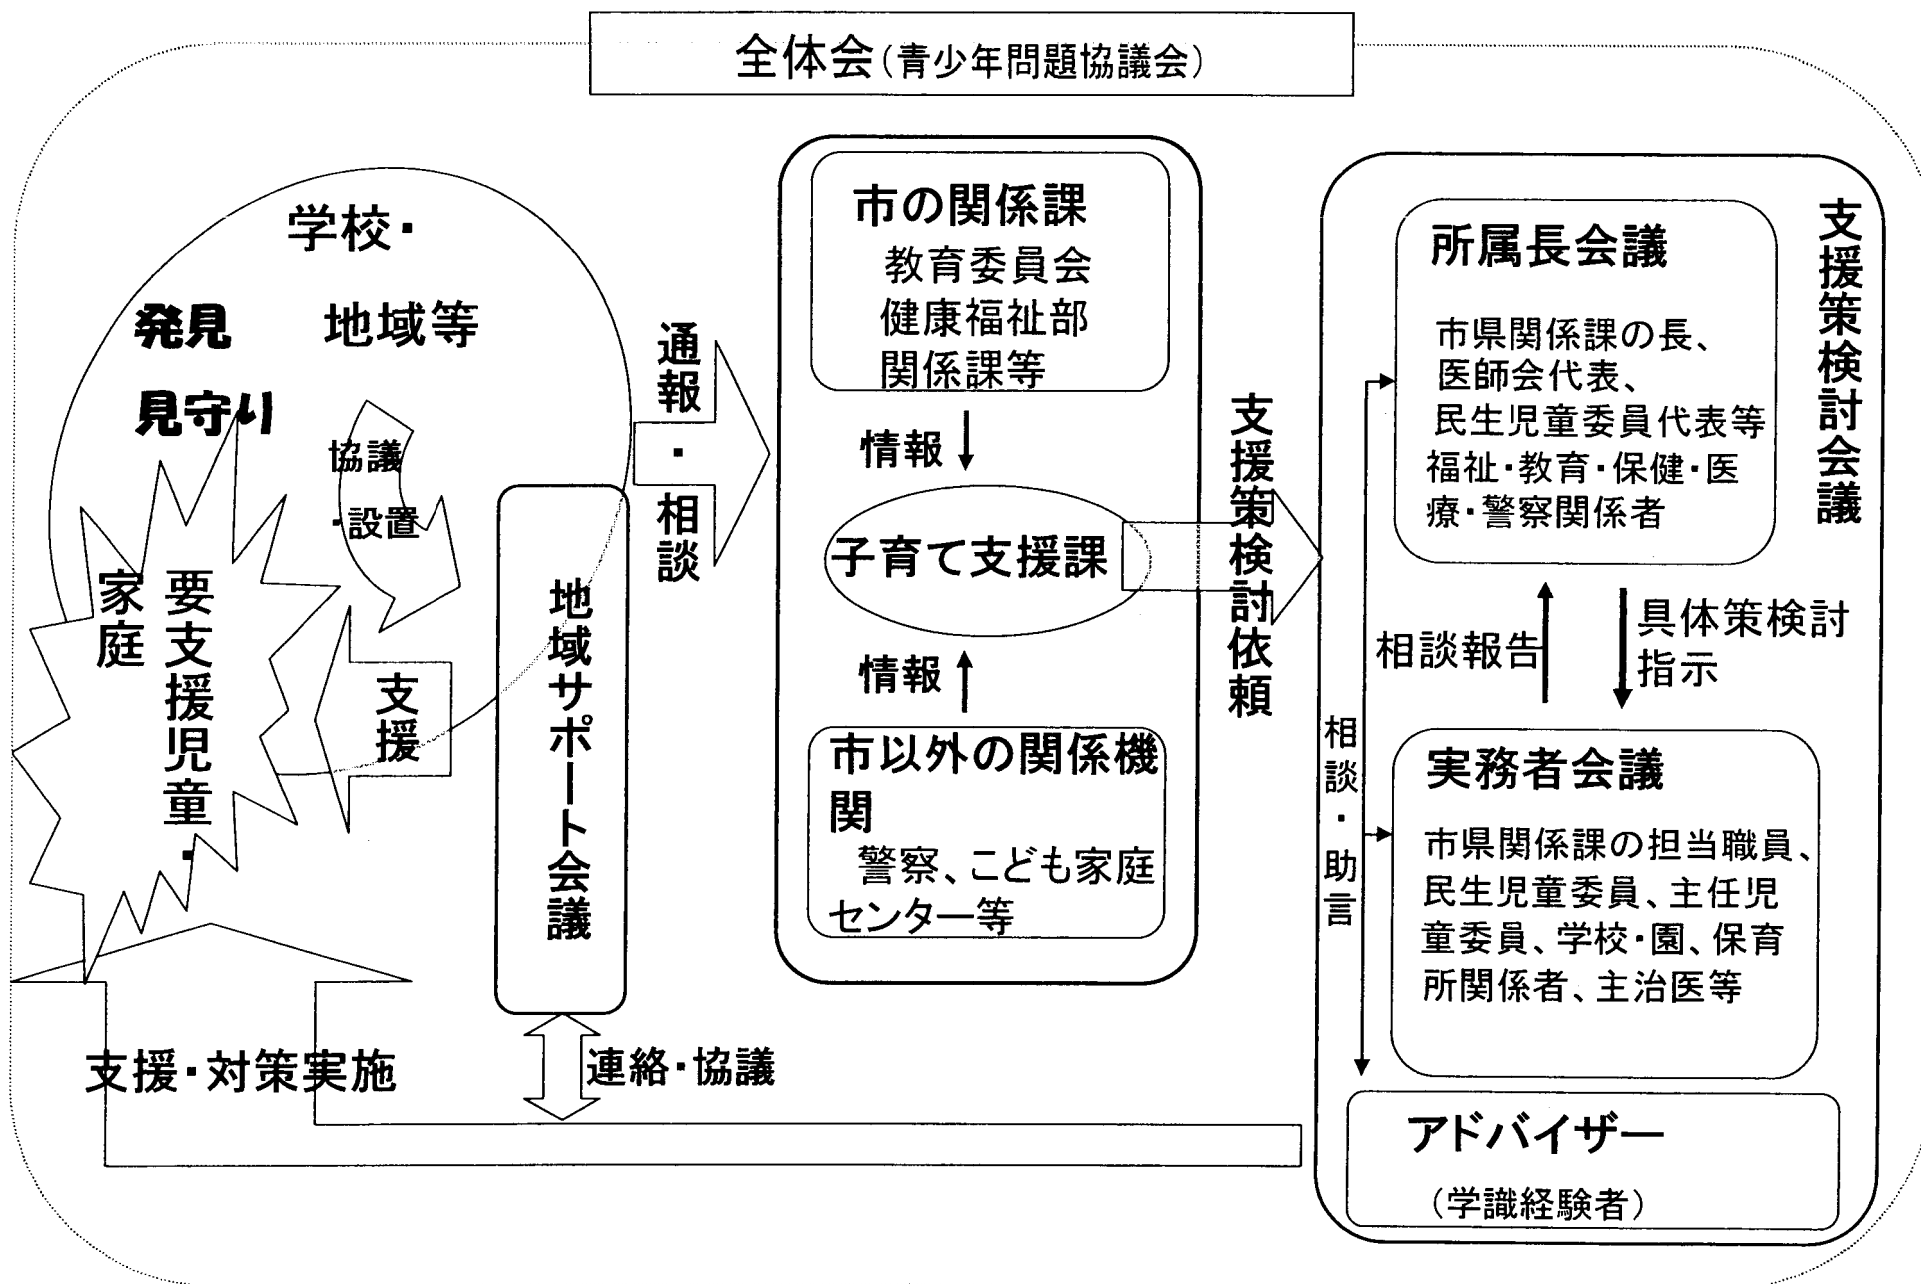 全体会(青少年問題協議会)
学校・
地域等
発見
見守り
協議
・設置
要支援児童・
家庭
支援
地域サポート会議
支援・対策実施
連絡・協議
通報・相談
市の関係課
教育委員会
健康福祉部
関係課等
情報
子育て支援課
情報
市以外の関係機
関
警察、こども家庭
センター等
支援策検討依頼
支援策検討会議
所属長会議
市県関係課の長、
医師会代表、
民生児童委員代表等
福祉・教育・保健・医
療・警察関係者
相談報告
具体策検討
指示
相談・助言
実務者会議
市県関係課の担当職員、
民生児童委員、主任児
童委員、学校・園、保育
所関係者、主治医等
アドバイザー
(学識経験者)